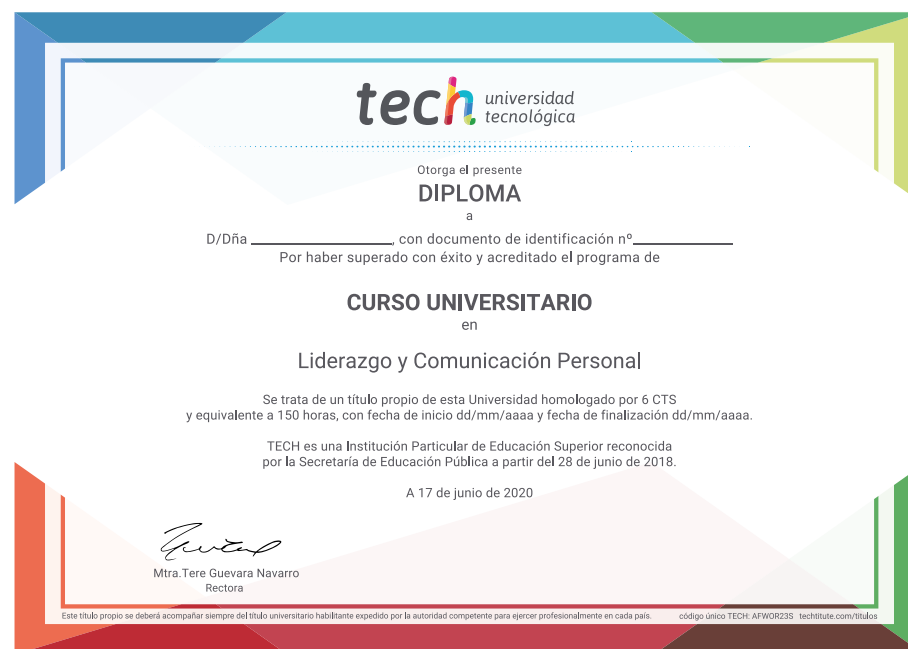 tech universidad
tecnológica
Otorga el presente
DIPLOMA
a
D/Dña ____________________, con documento de identificación nº______________
Por haber superado con éxito y acreditado el programa de
CURSO UNIVERSITARIO
en
Liderazgo y Comunicación Personal
Se trata de un título propio de esta Universidad homologado por 6 CTS
y equivalente a 150 horas, con fecha de inicio dd/mm/aaaa y fecha de finalización dd/mm/aaaa.
TECH es una Institución Particular de Educación Superior reconocida
por la Secretaría de Educación Pública a partir del 28 de junio de 2018.
A 17 de junio de 2020
Mtra.Tere Guevara Navarro
Rectora
Este título propio se deberá acompañar siempre del título universitario habilitante expedido por la autoridad competente para ejercer profesionalmente en cada país. código único TECH: AFWOR23S techtitute.com/titulos